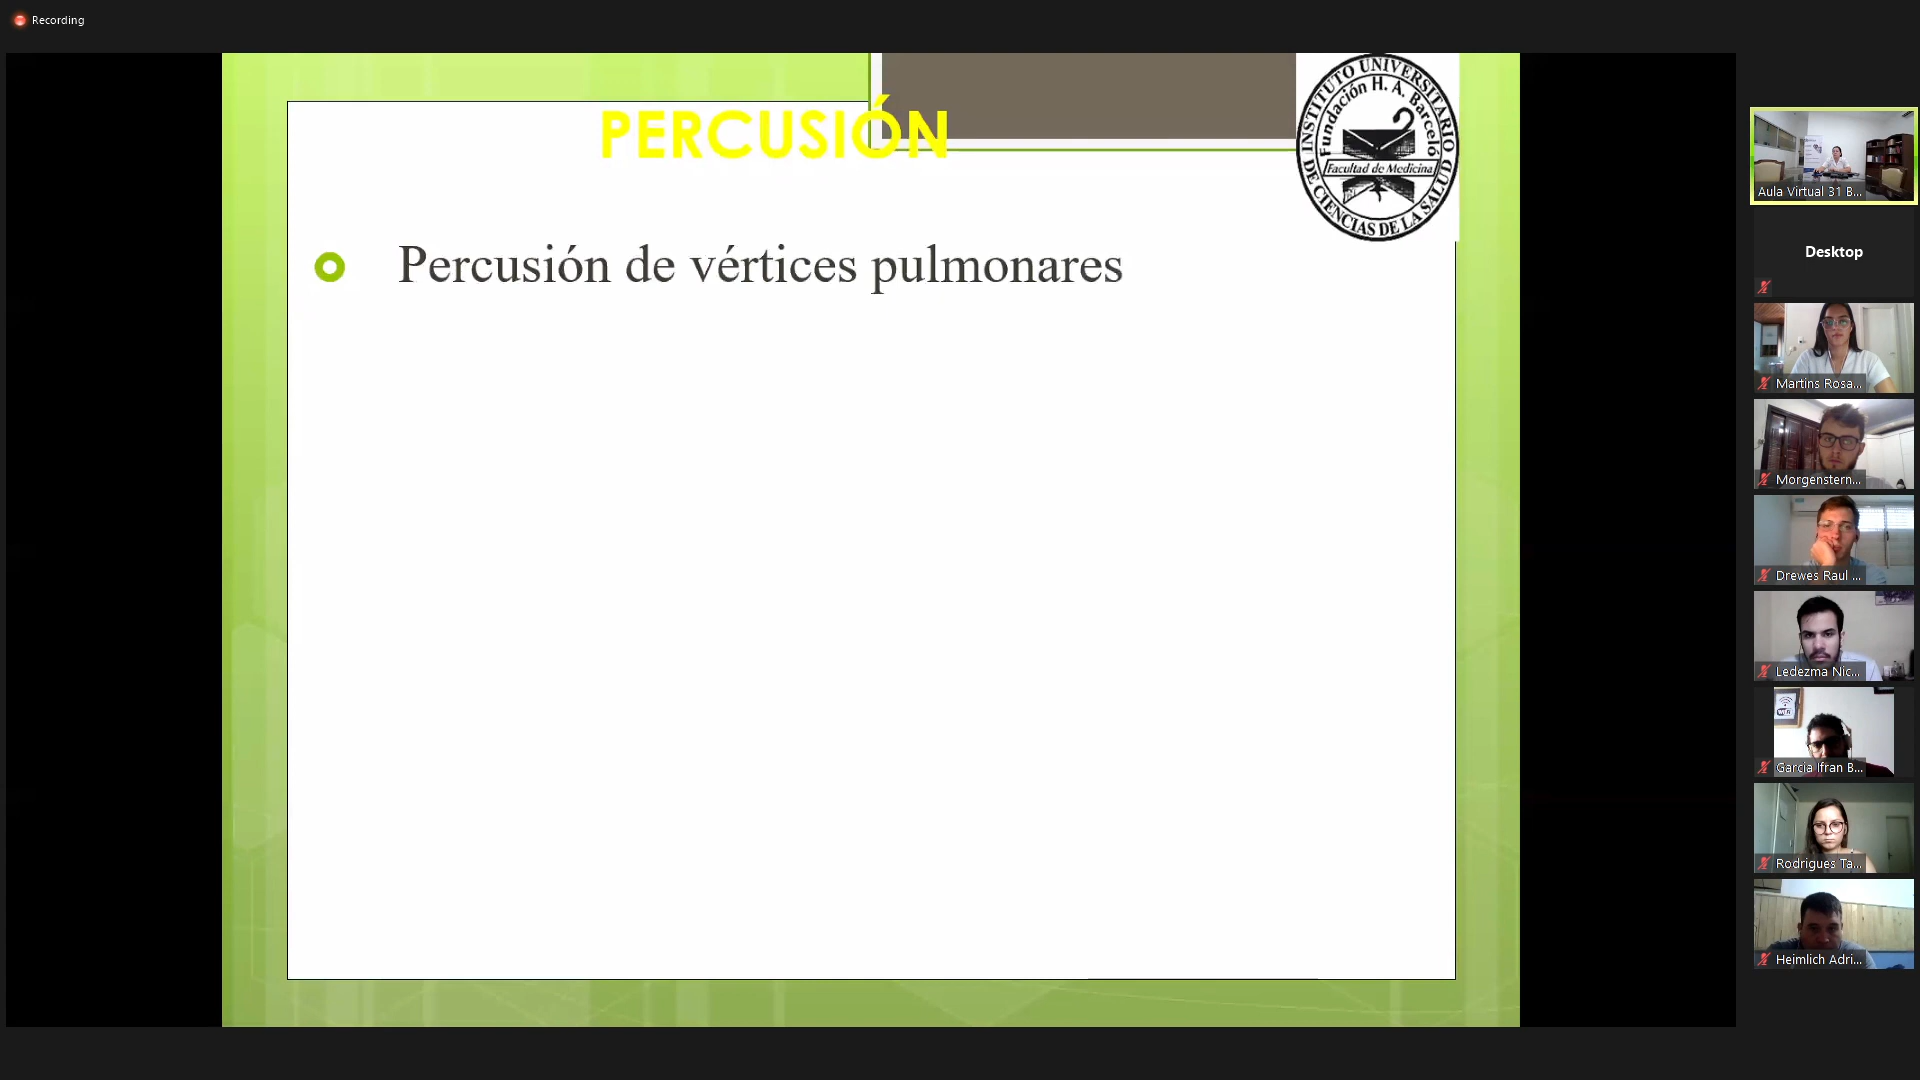 Recording
PERCUSIÓN
INSTITUTO UNIVERSITARIO
DE CIENCIAS DE LA SALUD
Fundación H. A. Barceló
Facultad de Medicina
Percusión de vértices pulmonares
Aula Virtual 31 B...
Desktop
Martins Rosa...
Morgenstern...
Drewes Raul ...
Ledezma Nic...
Garcia Ifran B...
Rodrigues Ta...
Heimlich Adri...